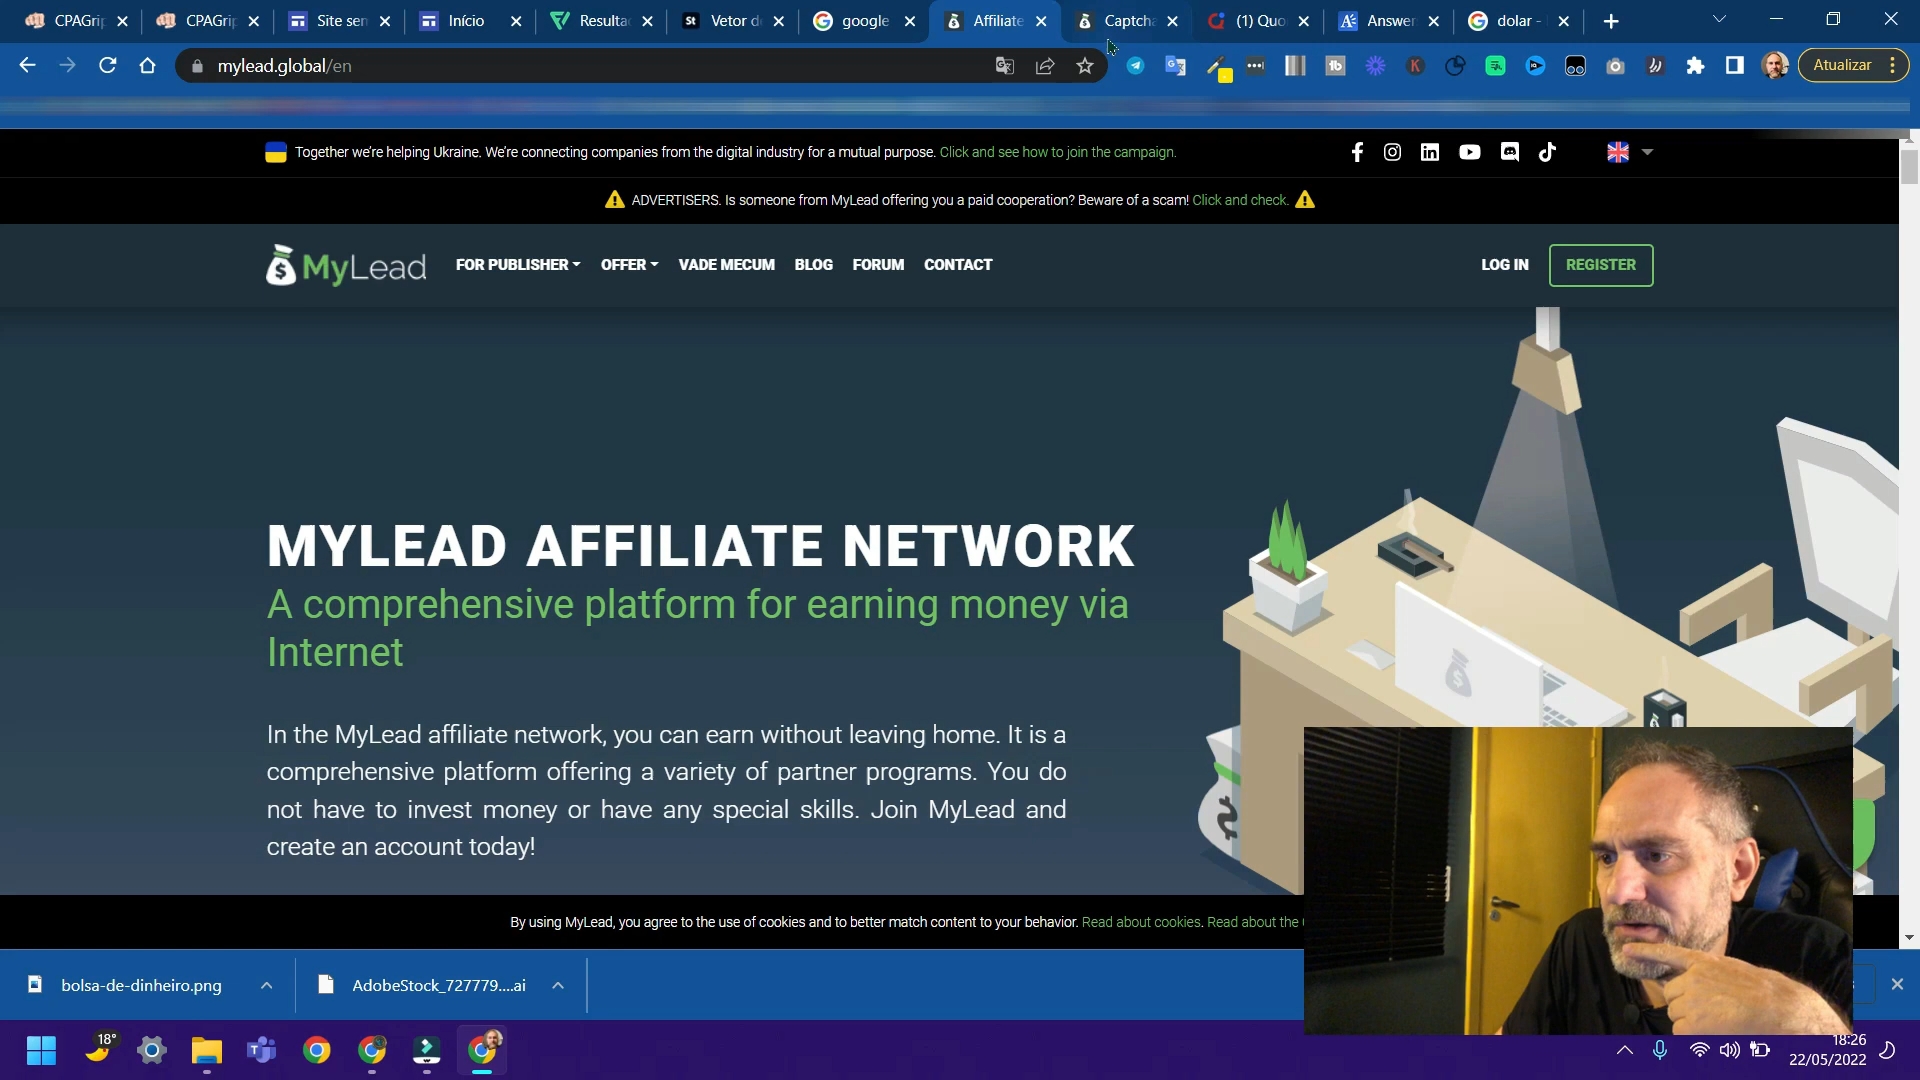 CPAGrip
CPAGrip
Site sem
Início
Resultad
St Vetor de
google
Affiliate
Captcha
(1) Quo
Answer
dolar -
mylead.global/en
Atualizar
Together we're helping Ukraine. We're connecting companies from the digital industry for a mutual purpose. Click and see how to join the campaign.
ADVERTISERS. Is someone from MyLead offering you a paid cooperation? Beware of a scam! Click and check.
MyLead
FOR PUBLISHER
OFFER
VADE MECUM
BLOG
FORUM
CONTACT
LOG IN
REGISTER
MYLEAD AFFILIATE NETWORK
A comprehensive platform for earning money via
Internet
In the MyLead affiliate network, you can earn without leaving home. It is a
comprehensive platform offering a variety of partner programs. You do
not have to invest money or have any special skills. Join MyLead and
create an account today!
By using MyLead, you agree to the use of cookies and to better match content to your behavior. Read about cookies. Read about the
bolsa-de-dinheiro.png
AdobeStock_727779....ai
18°
18:26
22/05/2022